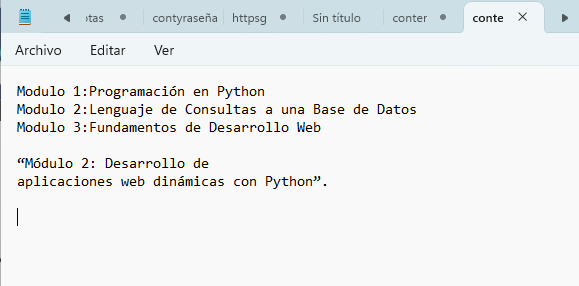 otas
contyraseña
httpsg
Sin título
conter
conte
Archivo
Editar
Ver
Modulo 1:Programación en Python
Modulo 2:Lenguaje de Consultas a una Base de Datos
Modulo 3:Fundamentos de Desarrollo Web
“Módulo 2: Desarrollo de
aplicaciones web dinámicas con Python”.